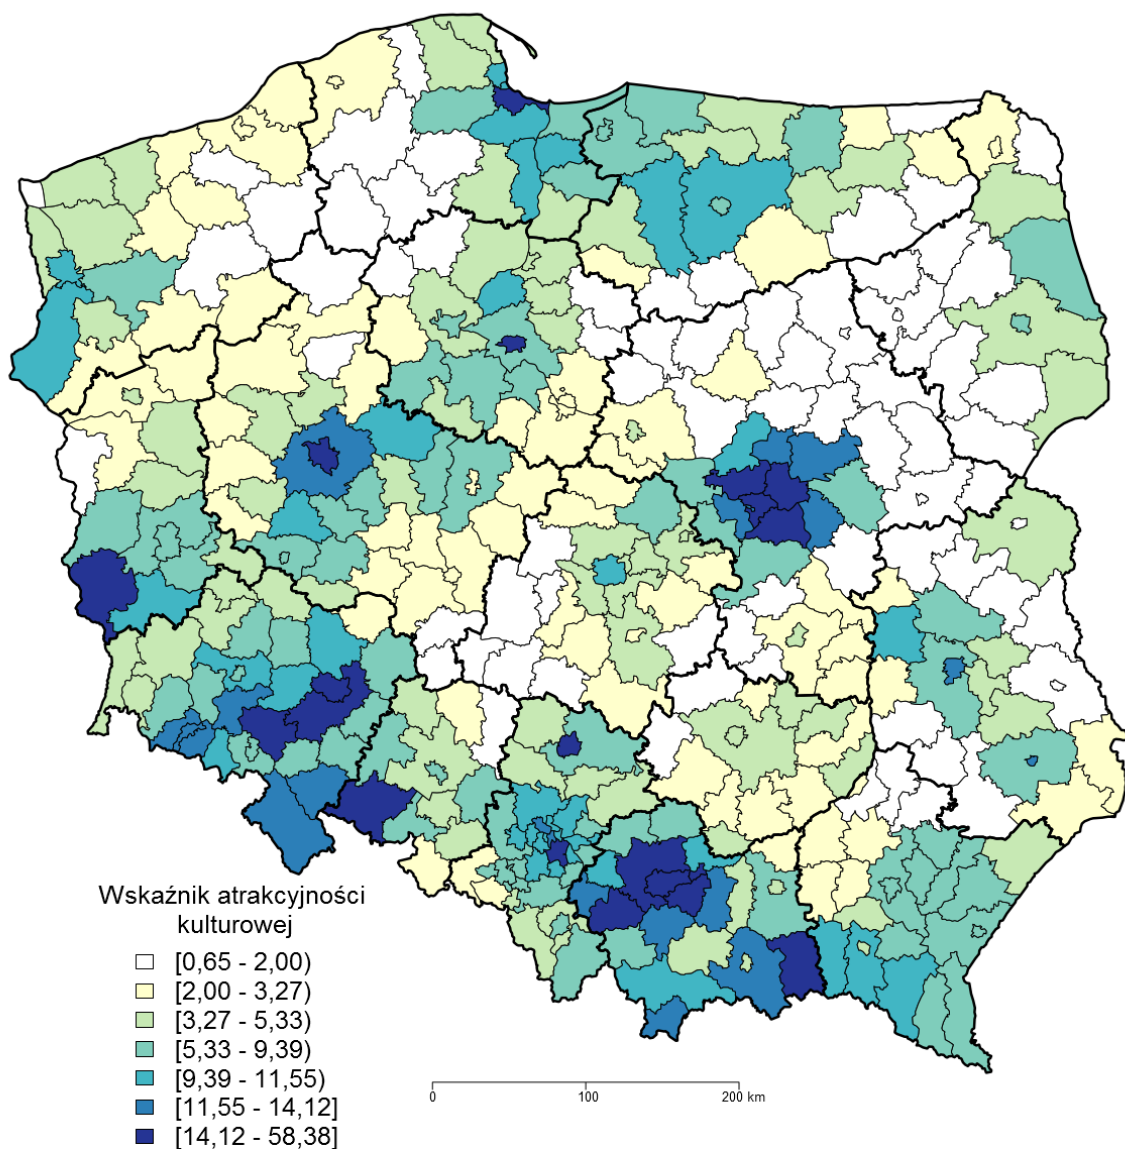 Wskaźnik atrakcyjności
kulturowej
[0,65 - 2,00)
[2,00 - 3,27)
[3,27 - 5,33)
[5,33 - 9,39)
[9,39 - 11,55)
[11,55 - 14,12]
[14,12 - 58,38]
0 100 200 km